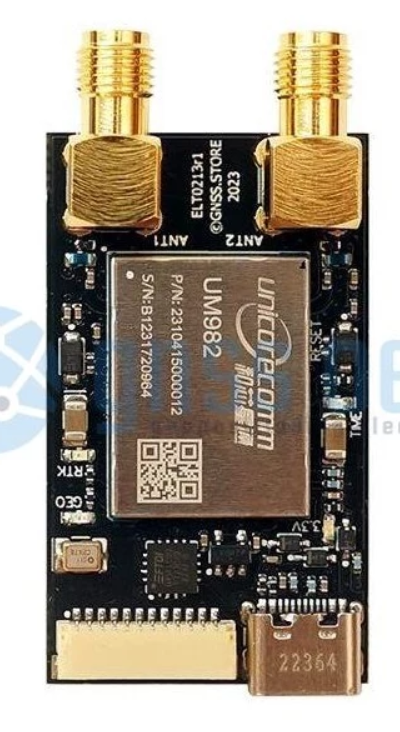 ELT0213r1
©GNSS.STORE
2023
ANT1
ANT2
unicorecomm
和芯星通
UM982
P/N: 2310415000012
S/N: B1231720964
RESET
TIME
RTK
GEO
3.3V
22364